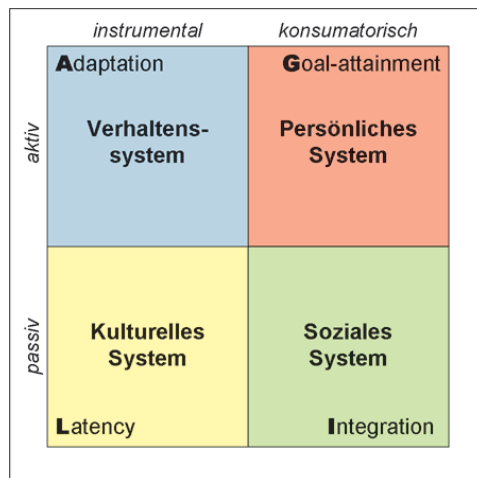 instrumental konsumatorisch
aktiv
Adaptation
Verhaltens-
system
Goal-attainment
Persönliches
System
passiv
Kulturelles
System
Latency
Soziales
System
Integration